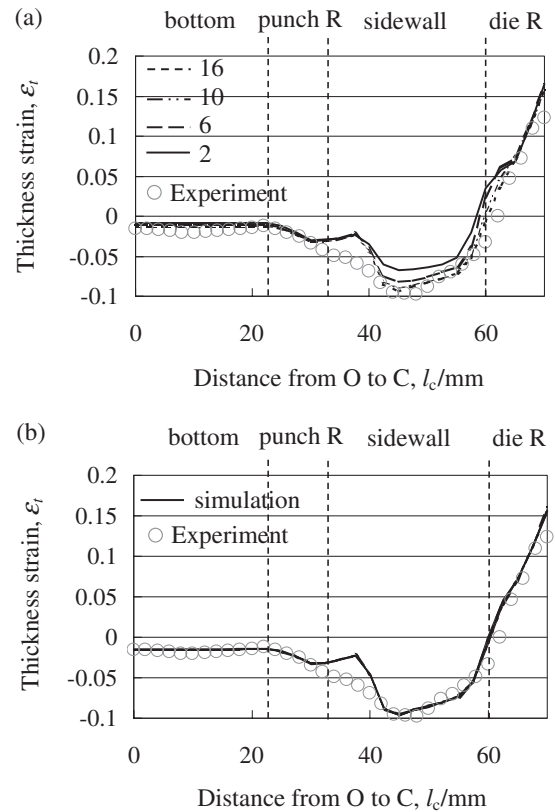 (a)
bottom punch R sidewall die R
0.2
0.15
0.1
0.05
0
-0.05
-0.1
16
10
6
2
Experiment
Thickness strain, εt
0 20 40 60
Distance from O to C, lc/mm
(b)
bottom punch R sidewall die R
0.2
0.15
0.1
0.05
0
-0.05
-0.1
simulation
Experiment
Thickness strain, εt
0 20 40 60
Distance from O to C, lc/mm